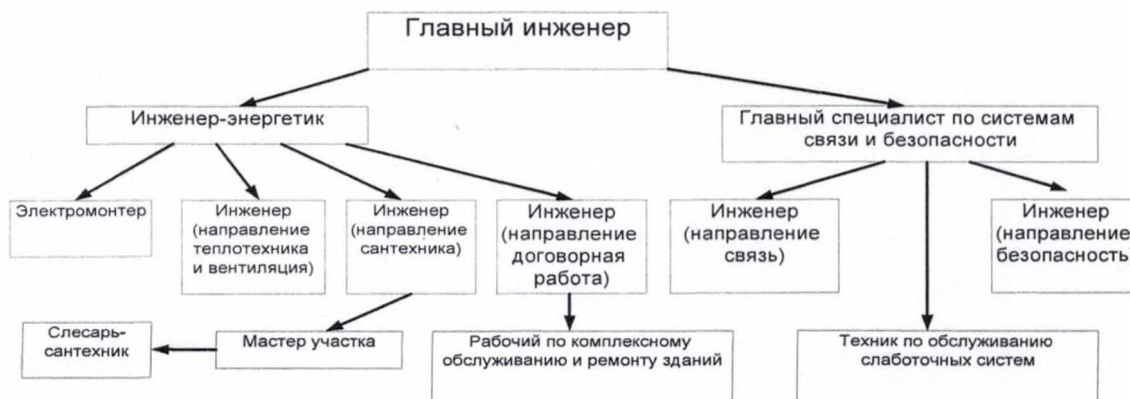 Главный инженер
Инженер-энергетик
Главный специалист по системам
связи и безопасности
Электромонтер
Инженер
(направление
теплотехника
и вентиляция)
Инженер
(направление
сантехника)
Инженер
(направление
договорная
работа)
Инженер
(направление
связь)
Инженер
(направление
безопасность)
Слесарь-
сантехник
Мастер участка
Рабочий по комплексному
обслуживанию и ремонту зданий
Техник по обслуживанию
слаботочных систем